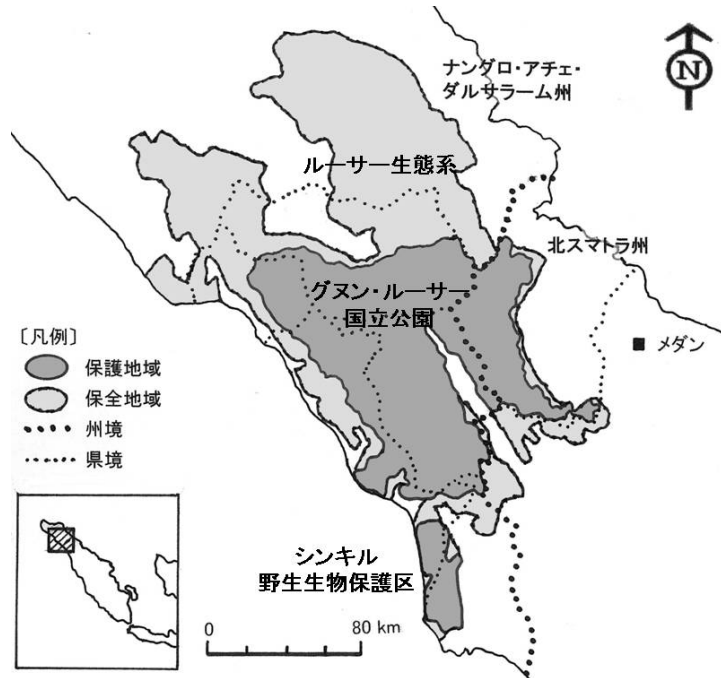 ナンダロ・アチェ・
ダルサラーム州
N
ルーサー生態系
北スマトラ州
グヌン・ルーサー
国立公園
メダン
〔凡例〕
保護地域
保全地域
州境
県境
シンキル
野生生物保護区
0 80 km